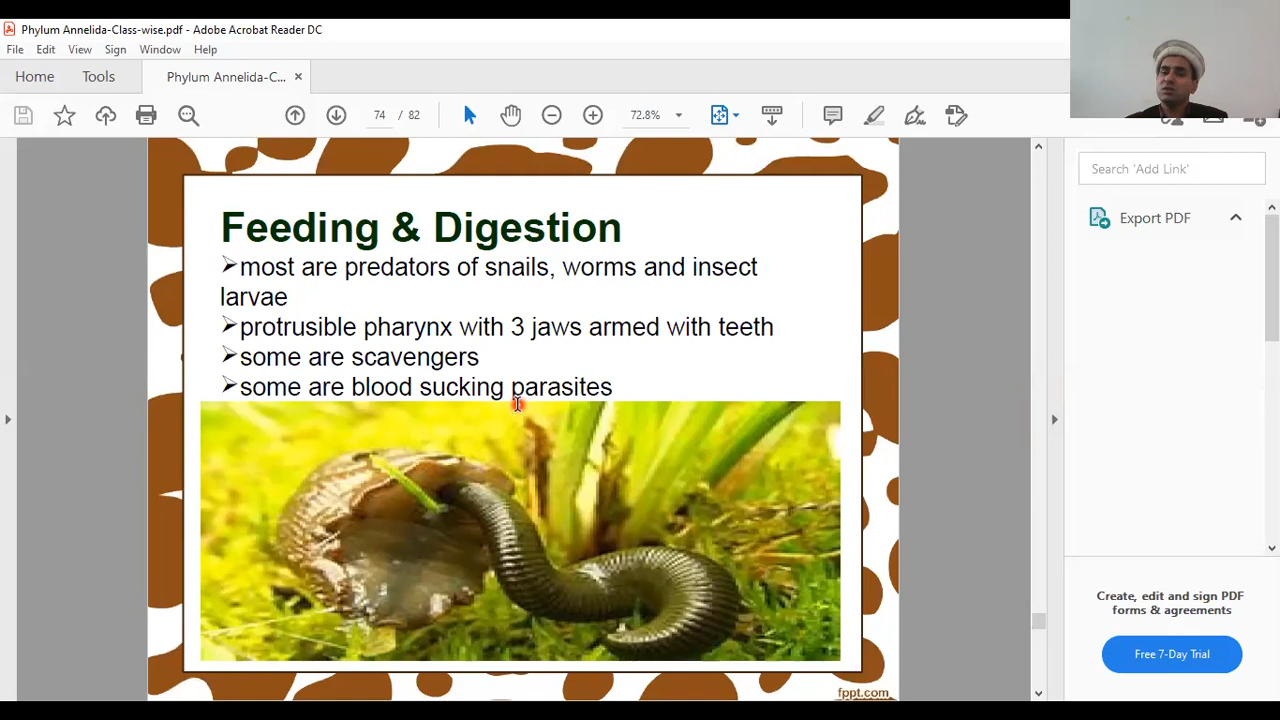 Phylum Annelida-Class-wise.pdf - Adobe Acrobat Reader DC
File Edit View Sign Window Help
Home Tools Phylum Annelida-C...
74 / 82 72.8%
Search 'Add Link'
Export PDF
Feeding & Digestion
➢most are predators of snails, worms and insect
larvae
➢protrusible pharynx with 3 jaws armed with teeth
➢some are scavengers
➢some are blood sucking parasites
Create, edit and sign PDF
forms & agreements
Free 7-Day Trial
fppt.com